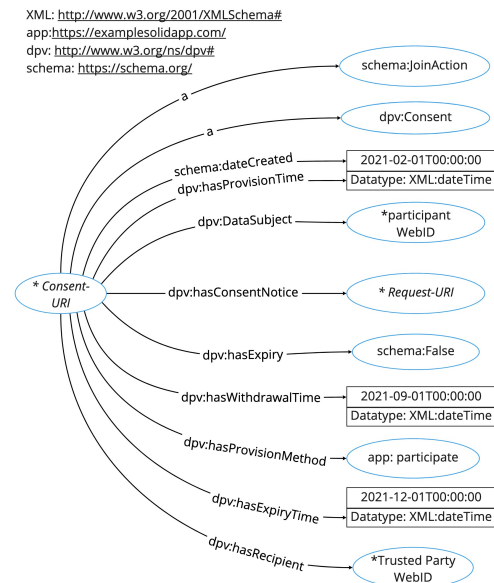 XML: http://www.w3.org/2001/XMLSchema#
app:https://examplesolidapp.com/
dpv: http://www.w3.org/ns/dpv#
schema: https://schema.org/
schema:JoinAction
a
dpv:Consent
a
schema:dateCreated
2021-02-01T00:00:00
dpv:hasProvisionTime
Datatype: XML:dateTime
dpv:DataSubject
*participant
WebID
* Consent-
URI
dpv:hasConsentNotice
* Request-URI
dpv:hasExpiry
schema:False
dpv:hasWithdrawalTime
2021-09-01T00:00:00
Datatype: XML:dateTime
dpv:hasProvisionMethod
app: participate
dpv:hasExpiryTime
2021-12-01T00:00:00
Datatype: XML:dateTime
dpv:hasRecipient
*Trusted Party
WebID